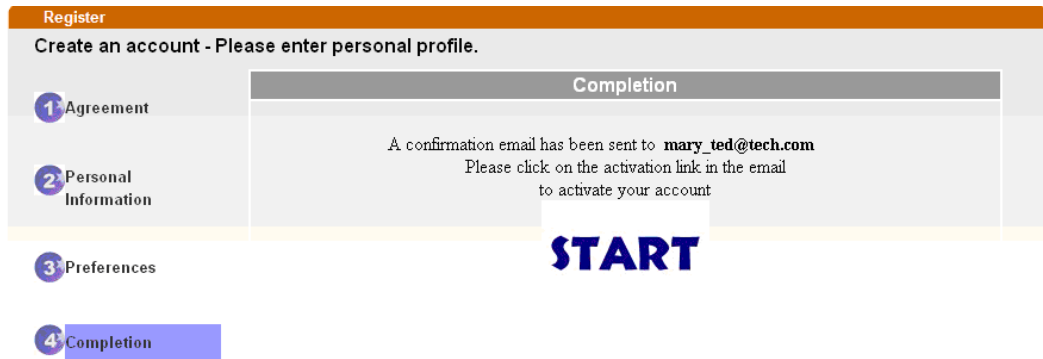 Register
Create an account - Please enter personal profile.
Completion
1 Agreement
A confirmation email has been sent to mary_ted@tech.com
Please click on the activation link in the email
to activate your account
2 Personal
Information
START
3 Preferences
4 Completion